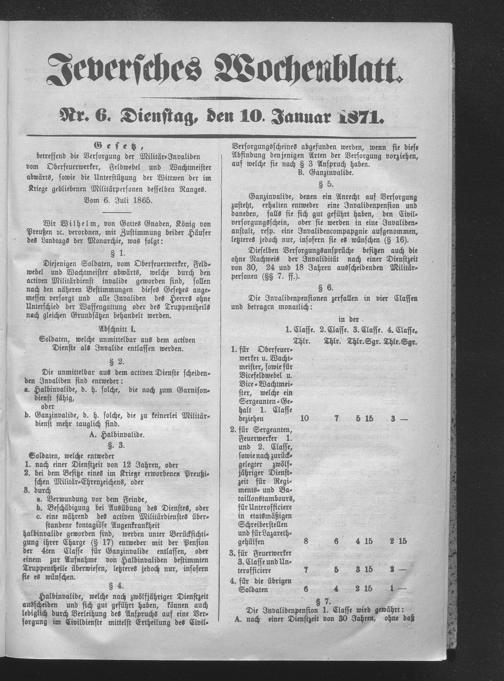 Jeversches Wochenblatt.
Nr. 6. Dienstag, den 10. Januar 1871.
Gesetz,
betreffend die Versorgung der Militär-Invaliden
vom Oberfeuerwerker, Feldwebel und Wachtmeister
abwärts, sowie die Unterstützung der Wittwen der im
Kriege gebliebenen Militärpersonen desselben Ranges.
Vom 6. Juli 1865.
Wir Wilhelm, von Gottes Gnaden, König von
Preußen ꝛc. verordnen, mit Zustimmung beider Häuser
des Landtags der Monarchie, was folgt:
§ 1.
Diejenigen Soldaten, vom Oberfeuerwerker, Feld-
webel und Wachtmeister abwärts, welche durch den
activen Militärdienst invalide geworden sind, sollen
nach den näheren Bestimmungen dieses Gesetzes ange-
messen versorgt und alle Invaliden des Heeres ohne
Unterschied der Waffengattung oder des Truppentheils
nach gleichen Grundsätzen behandelt werden.
Abschnitt I.
Soldaten, welche unmittelbar aus dem activen
Dienste als Invalide entlassen werden.
§ 2.
Die unmittelbar aus dem activen Dienste scheiden-
den Invaliden sind entweder:
a. Halbinvalide, d. h. solche, die noch zum Garnison-
dienst fähig,
oder
b. Ganzinvalide, d. h. solche, die zu keinerlei Militär-
dienst mehr tauglich sind.
A. Halbinvalide.
§. 3.
Soldaten, welche entweder
1. nach einer Dienstzeit von 12 Jahren, oder
2. bei dem Besitze eines im Kriege erworbenen Preußi-
schen Militär-Ehrenzeichens, oder
3. durch
a. Verwundung vor dem Feinde,
b. Beschädigung bei Ausübung des Dienstes, oder
c. eine während des activen Militärdienstes über-
standene kontagiöse Augenkrankheit
halbinvalide geworden sind, werden unter Berücksichti-
gung ihrer Charge (§ 17) entweder mit der Pension
der 4ten Classe für Ganzinvalide entlassen, oder
einem zur Aufnahme von Halbinvaliden bestimmten
Truppentheile überwiesen, letzteres jedoch nur, insofern
sie es wünschen.
§ 4.
Halbinvalide, welche nach zwölfjähriger Dienstzeit
ausscheiden und sich gut geführt haben, können auch
lediglich durch Verleihung des Anspruchs auf eine Ver-
sorgung im Civildienste mittelst Ertheilung des Civil-
Versorgungsscheines abgefunden werden, wenn sie diese
Abfindung denjenigen Arten der Versorgung vorziehen,
auf welche sie nach § 3 Anspruch haben.
B. Ganzinvalide.
§ 5.
Ganzinvalide, denen ein Anrecht auf Versorgung
zusteht, erhalten entweder eine Invalidenpension und
daneben, falls sie sich gut geführt haben, den Civil-
versorgungsschein, oder sie werden in eine Invaliden-
anstalt, resp. eine Invalidencompagnie aufgenommen,
letzteres jedoch nur, insofern sie es wünschen (§ 16).
Dieselben Versorgungsansprüche besitzen auch die
ohne Nachweis der Invalidität nach einer Dienstzeit
von 30, 24 und 18 Jahren ausscheidenden Militär-
personen (§§ 7. ff.).
§ 6.
Die Invalidenpensionen zerfallen in vier Classen
und betragen monatlich:
in der
1. Classe. 2. Classe. 3. Classe. 4. Classe,
Thlr. Thlr. Thlr.Sgr. Thlr.Sgr.
1. für Oberfeuer-
werker u. Wacht-
meister, sowie für
Vicefeldwebel u.
Vice-Wachtmei-
ster, welche ein
Sergeanten-Ge-
halt 1. Classe
beziehen 10 7 5 15 3 —
2. für Sergeanten,
Feuerwerker 1.
und 2. Classe,
sowie nach zurück-
gelegter zwölf-
jähriger Dienst-
zeit für Regi-
ments- und Ba-
taillonstambours,
für Unterofficiere
in etatsmäßigen
Schreiberstellen
und für Lazareth-
gehülfen 8 6 4 15 2 15
3. für Feuerwerker
3. Classe und Un-
terofficiere 7 5 3 15 2 —
4. für die übrigen
Soldaten 6 4 2 15 1 —
§ 7.
Die Invalidenpension 1. Classe wird gewährt:
A. nach einer Dienstzeit von 30 Jahren, ohne daß